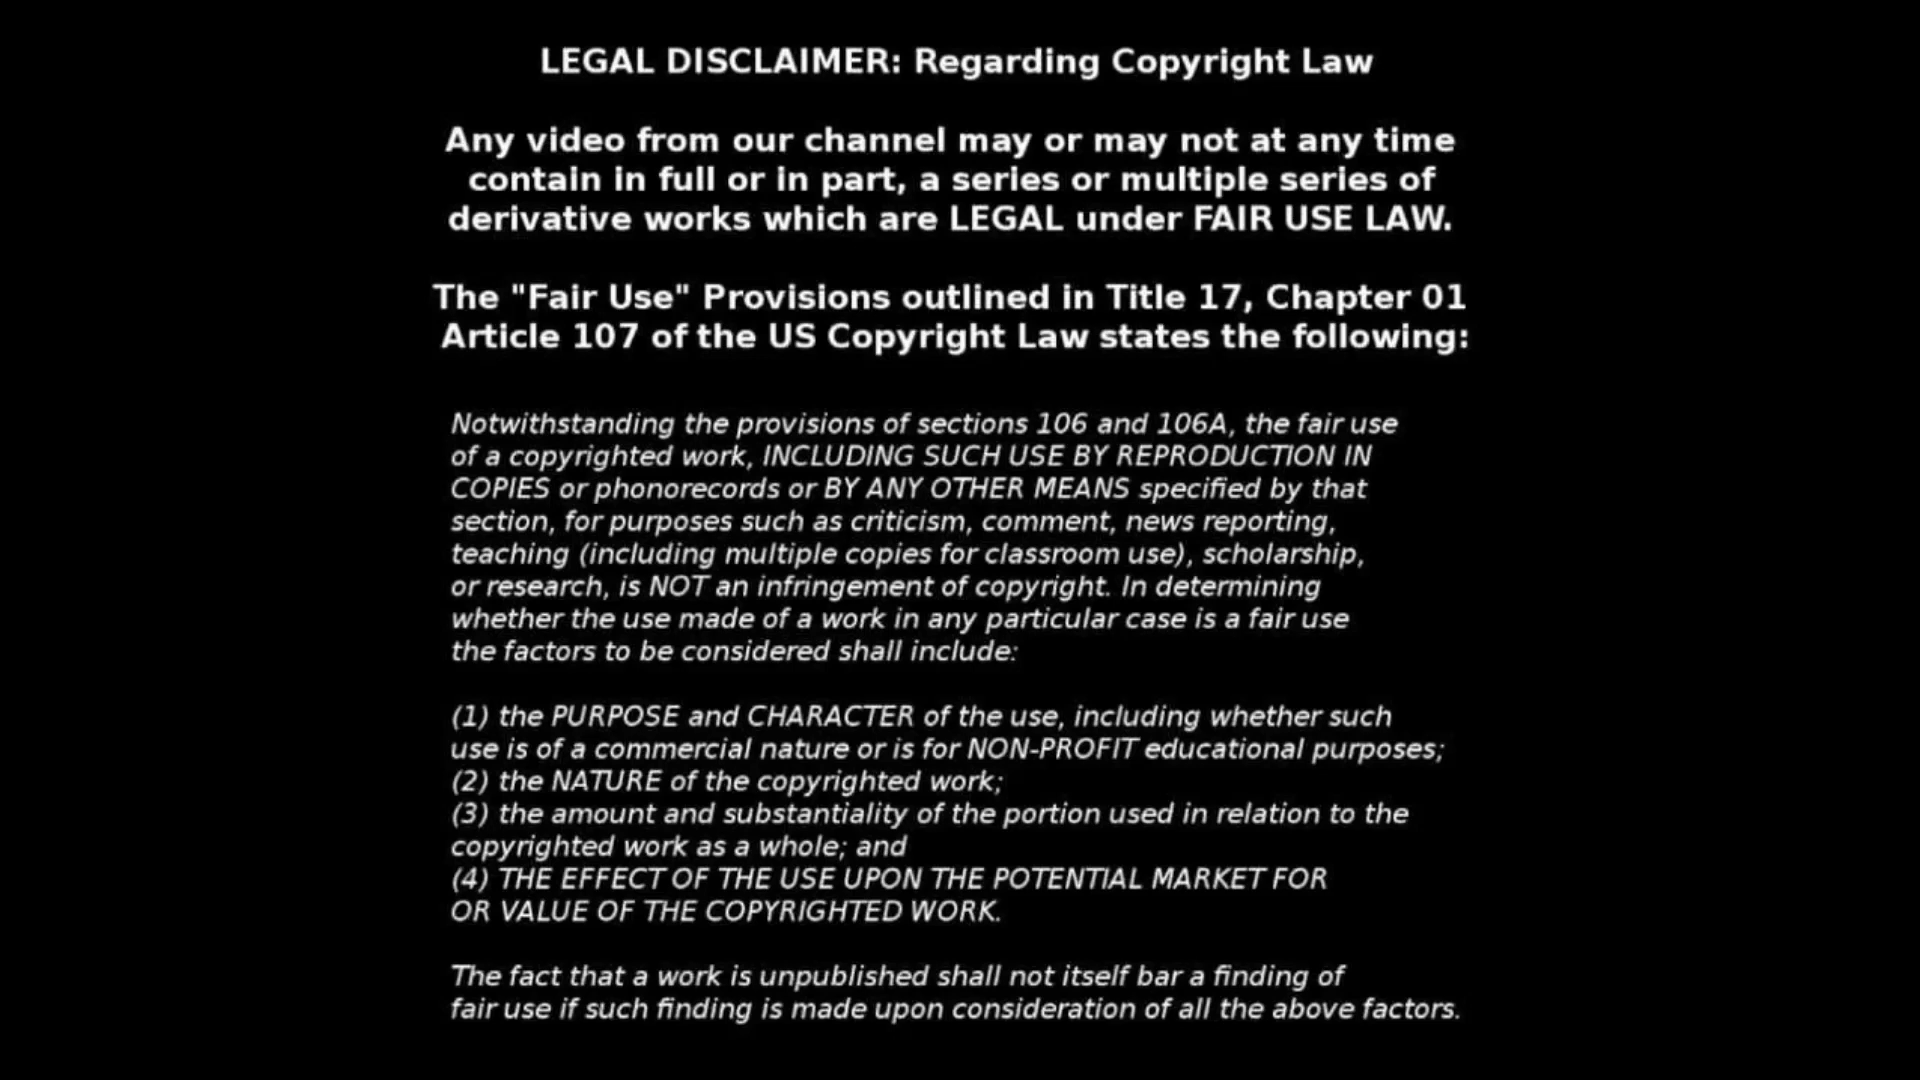 LEGAL DISCLAIMER: Regarding Copyright Law
Any video from our channel may or may not at any time
contain in full or in part, a series or multiple series of
derivative works which are LEGAL under FAIR USE LAW.
The "Fair Use" Provisions outlined in Title 17, Chapter 01
Article 107 of the US Copyright Law states the following:
Notwithstanding the provisions of sections 106 and 106A, the fair use
of a copyrighted work, INCLUDING SUCH USE BY REPRODUCTION IN
COPIES or phonorecords or BY ANY OTHER MEANS specified by that
section, for purposes such as criticism, comment, news reporting,
teaching (including multiple copies for classroom use), scholarship,
or research, is NOT an infringement of copyright. In determining
whether the use made of a work in any particular case is a fair use
the factors to be considered shall include:
(1) the PURPOSE and CHARACTER of the use, including whether such
use is of a commercial nature or is for NON-PROFIT educational purposes;
(2) the NATURE of the copyrighted work;
(3) the amount and substantiality of the portion used in relation to the
copyrighted work as a whole; and
(4) THE EFFECT OF THE USE UPON THE POTENTIAL MARKET FOR
OR VALUE OF THE COPYRIGHTED WORK.
The fact that a work is unpublished shall not itself bar a finding of
fair use if such finding is made upon consideration of all the above factors.